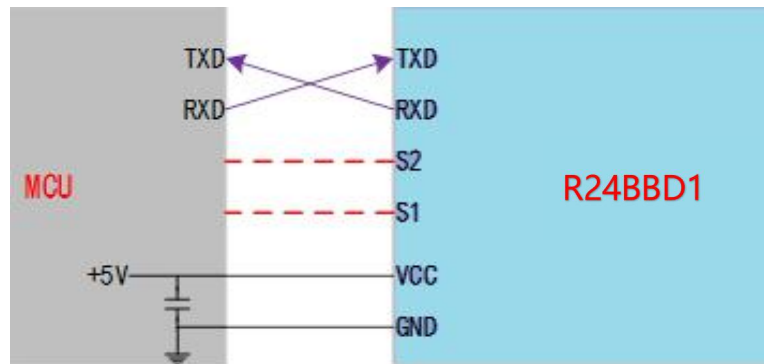 TXD TXD
RXD RXD
S2
MCU R24BBD1
S1
+5V VCC
GND